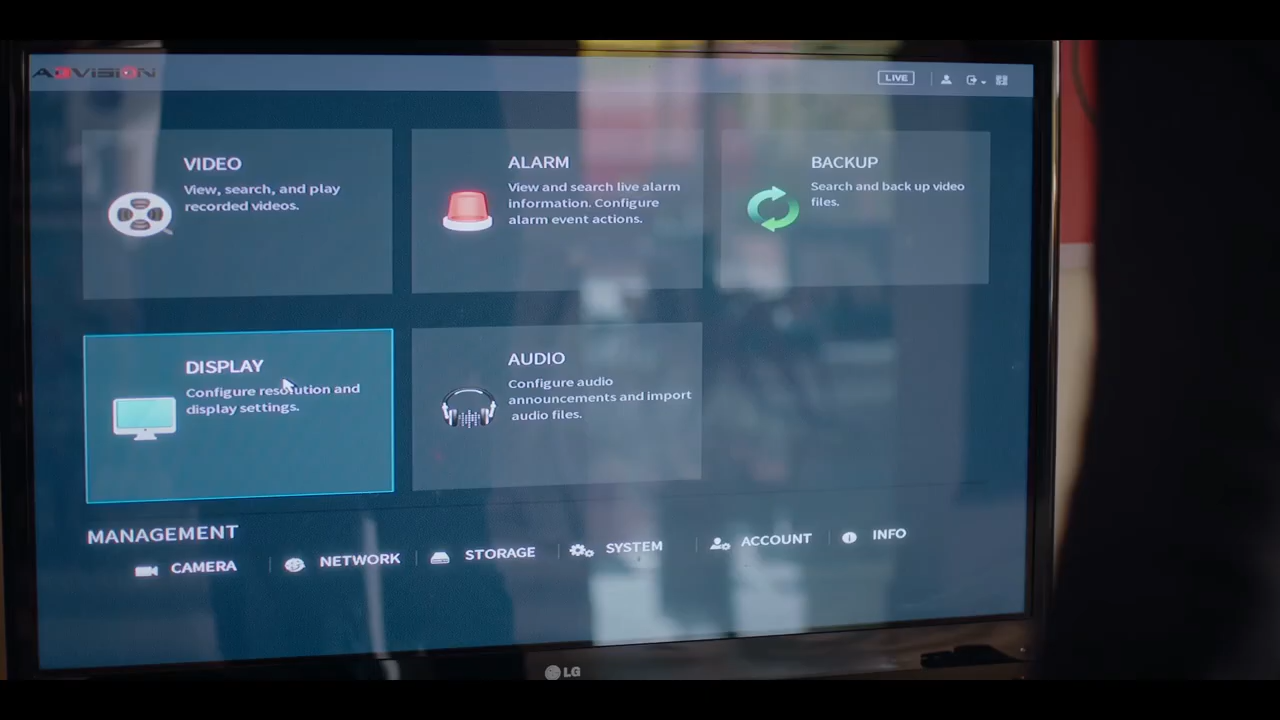 AQVISION
LIVE
VIDEO
View, search, and play
recorded videos.
ALARM
View and search live alarm
information. Configure
alarm event actions.
BACKUP
Search and back up video
files.
DISPLAY
Configure resolution and
display settings.
AUDIO
Configure audio
announcements and import
audio files.
MANAGEMENT
CAMERA
NETWORK
STORAGE
SYSTEM
ACCOUNT
INFO
LG